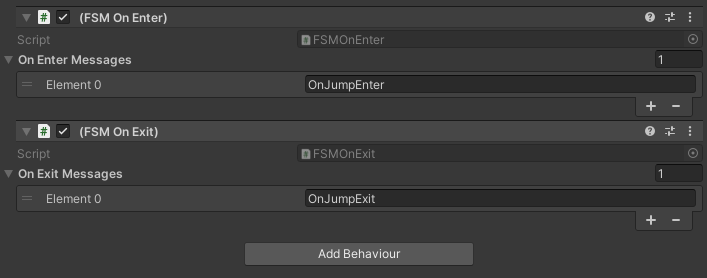 (FSM On Enter)
Script FSMOnEnter
On Enter Messages 1
Element 0 OnJumpEnter
+ −
(FSM On Exit)
Script FSMOnExit
On Exit Messages 1
Element 0 OnJumpExit
+ −
Add Behaviour